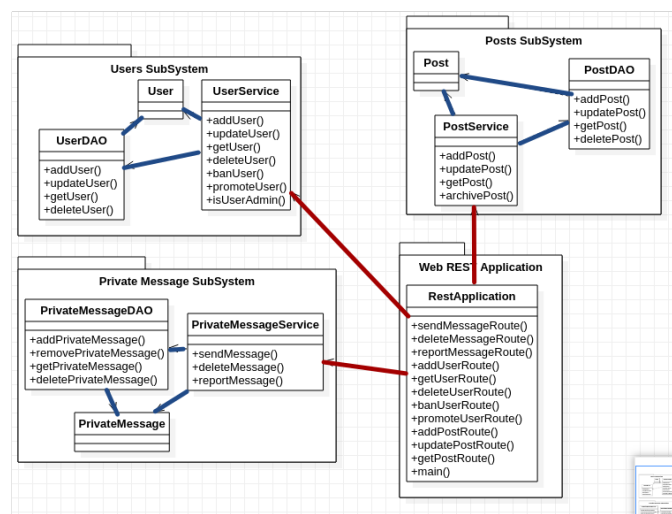 Users SubSystem
User
UserService
+addUser()
+updateUser()
+getUser()
+deleteUser()
+banUser()
+promoteUser()
+isUserAdmin()
UserDAO
+addUser()
+updateUser()
+getUser()
+deleteUser()
Posts SubSystem
Post
PostDAO
+addPost()
+updatePost()
+getPost()
+deletePost()
PostService
+addPost()
+updatePost()
+getPost()
+archivePost()
Private Message SubSystem
PrivateMessageDAO
+addPrivateMessage()
+removePrivateMessage()
+getPrivateMessage()
+deletePrivateMessage()
PrivateMessageService
+sendMessage()
+deleteMessage()
+reportMessage()
PrivateMessage
Web REST Application
RestApplication
+sendMessageRoute()
+deleteMessageRoute()
+reportMessageRoute()
+addUserRoute()
+getUserRoute()
+deleteUserRoute()
+banUserRoute()
+promoteUserRoute()
+addPostRoute()
+updatePostRoute()
+getPostRoute()
+main()